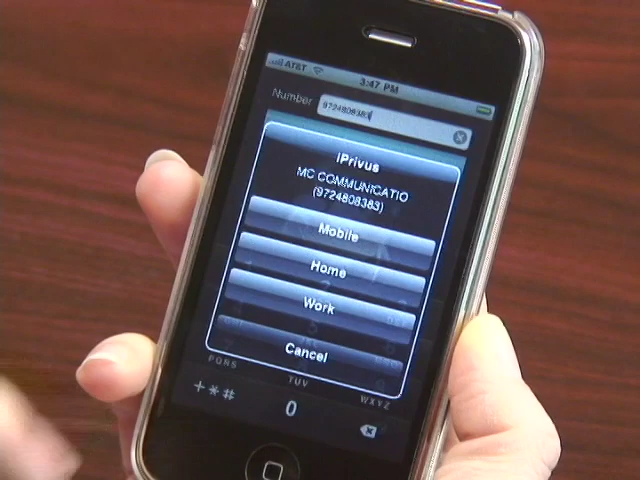 AT&T 3:47 PM
Number 9724808383
iPrivus
MC COMMUNICATIO
(9724808383)
Mobile
Home
Work
Cancel
PQRS TUV WXYZ
+*# 0